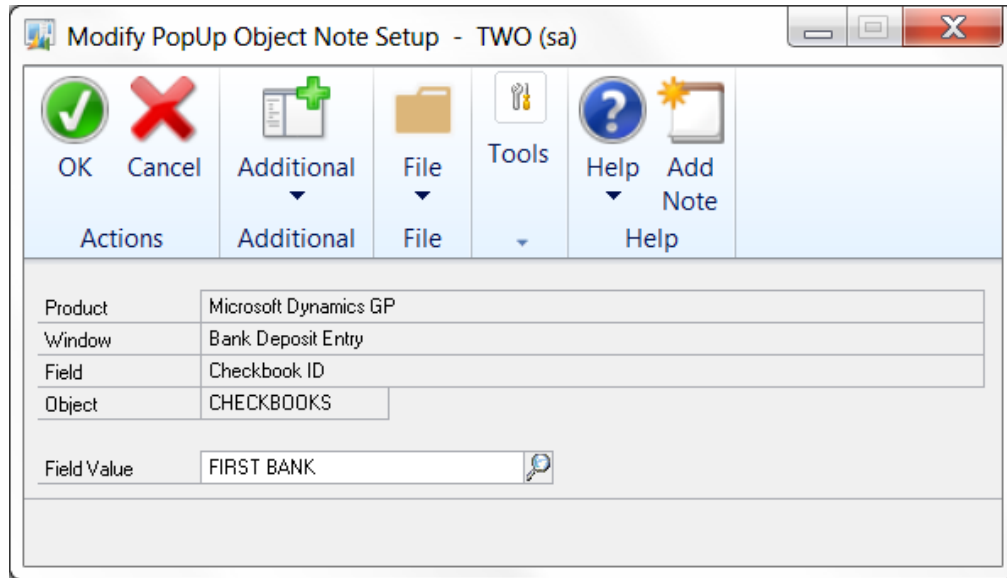 Modify PopUp Object Note Setup - TWO (sa)
OK Cancel Additional File Tools Help Add Note
Actions Additional File Help
Product Microsoft Dynamics GP
Window Bank Deposit Entry
Field Checkbook ID
Object CHECKBOOKS
Field Value FIRST BANK